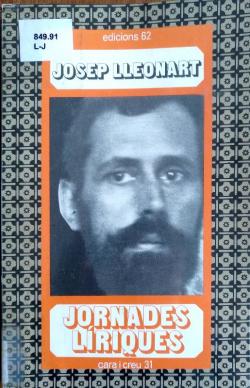 849.91
L-J
edicions 62
JOSEP LLEONART
JORNADES
LÍRIQUES
cara i creu 31